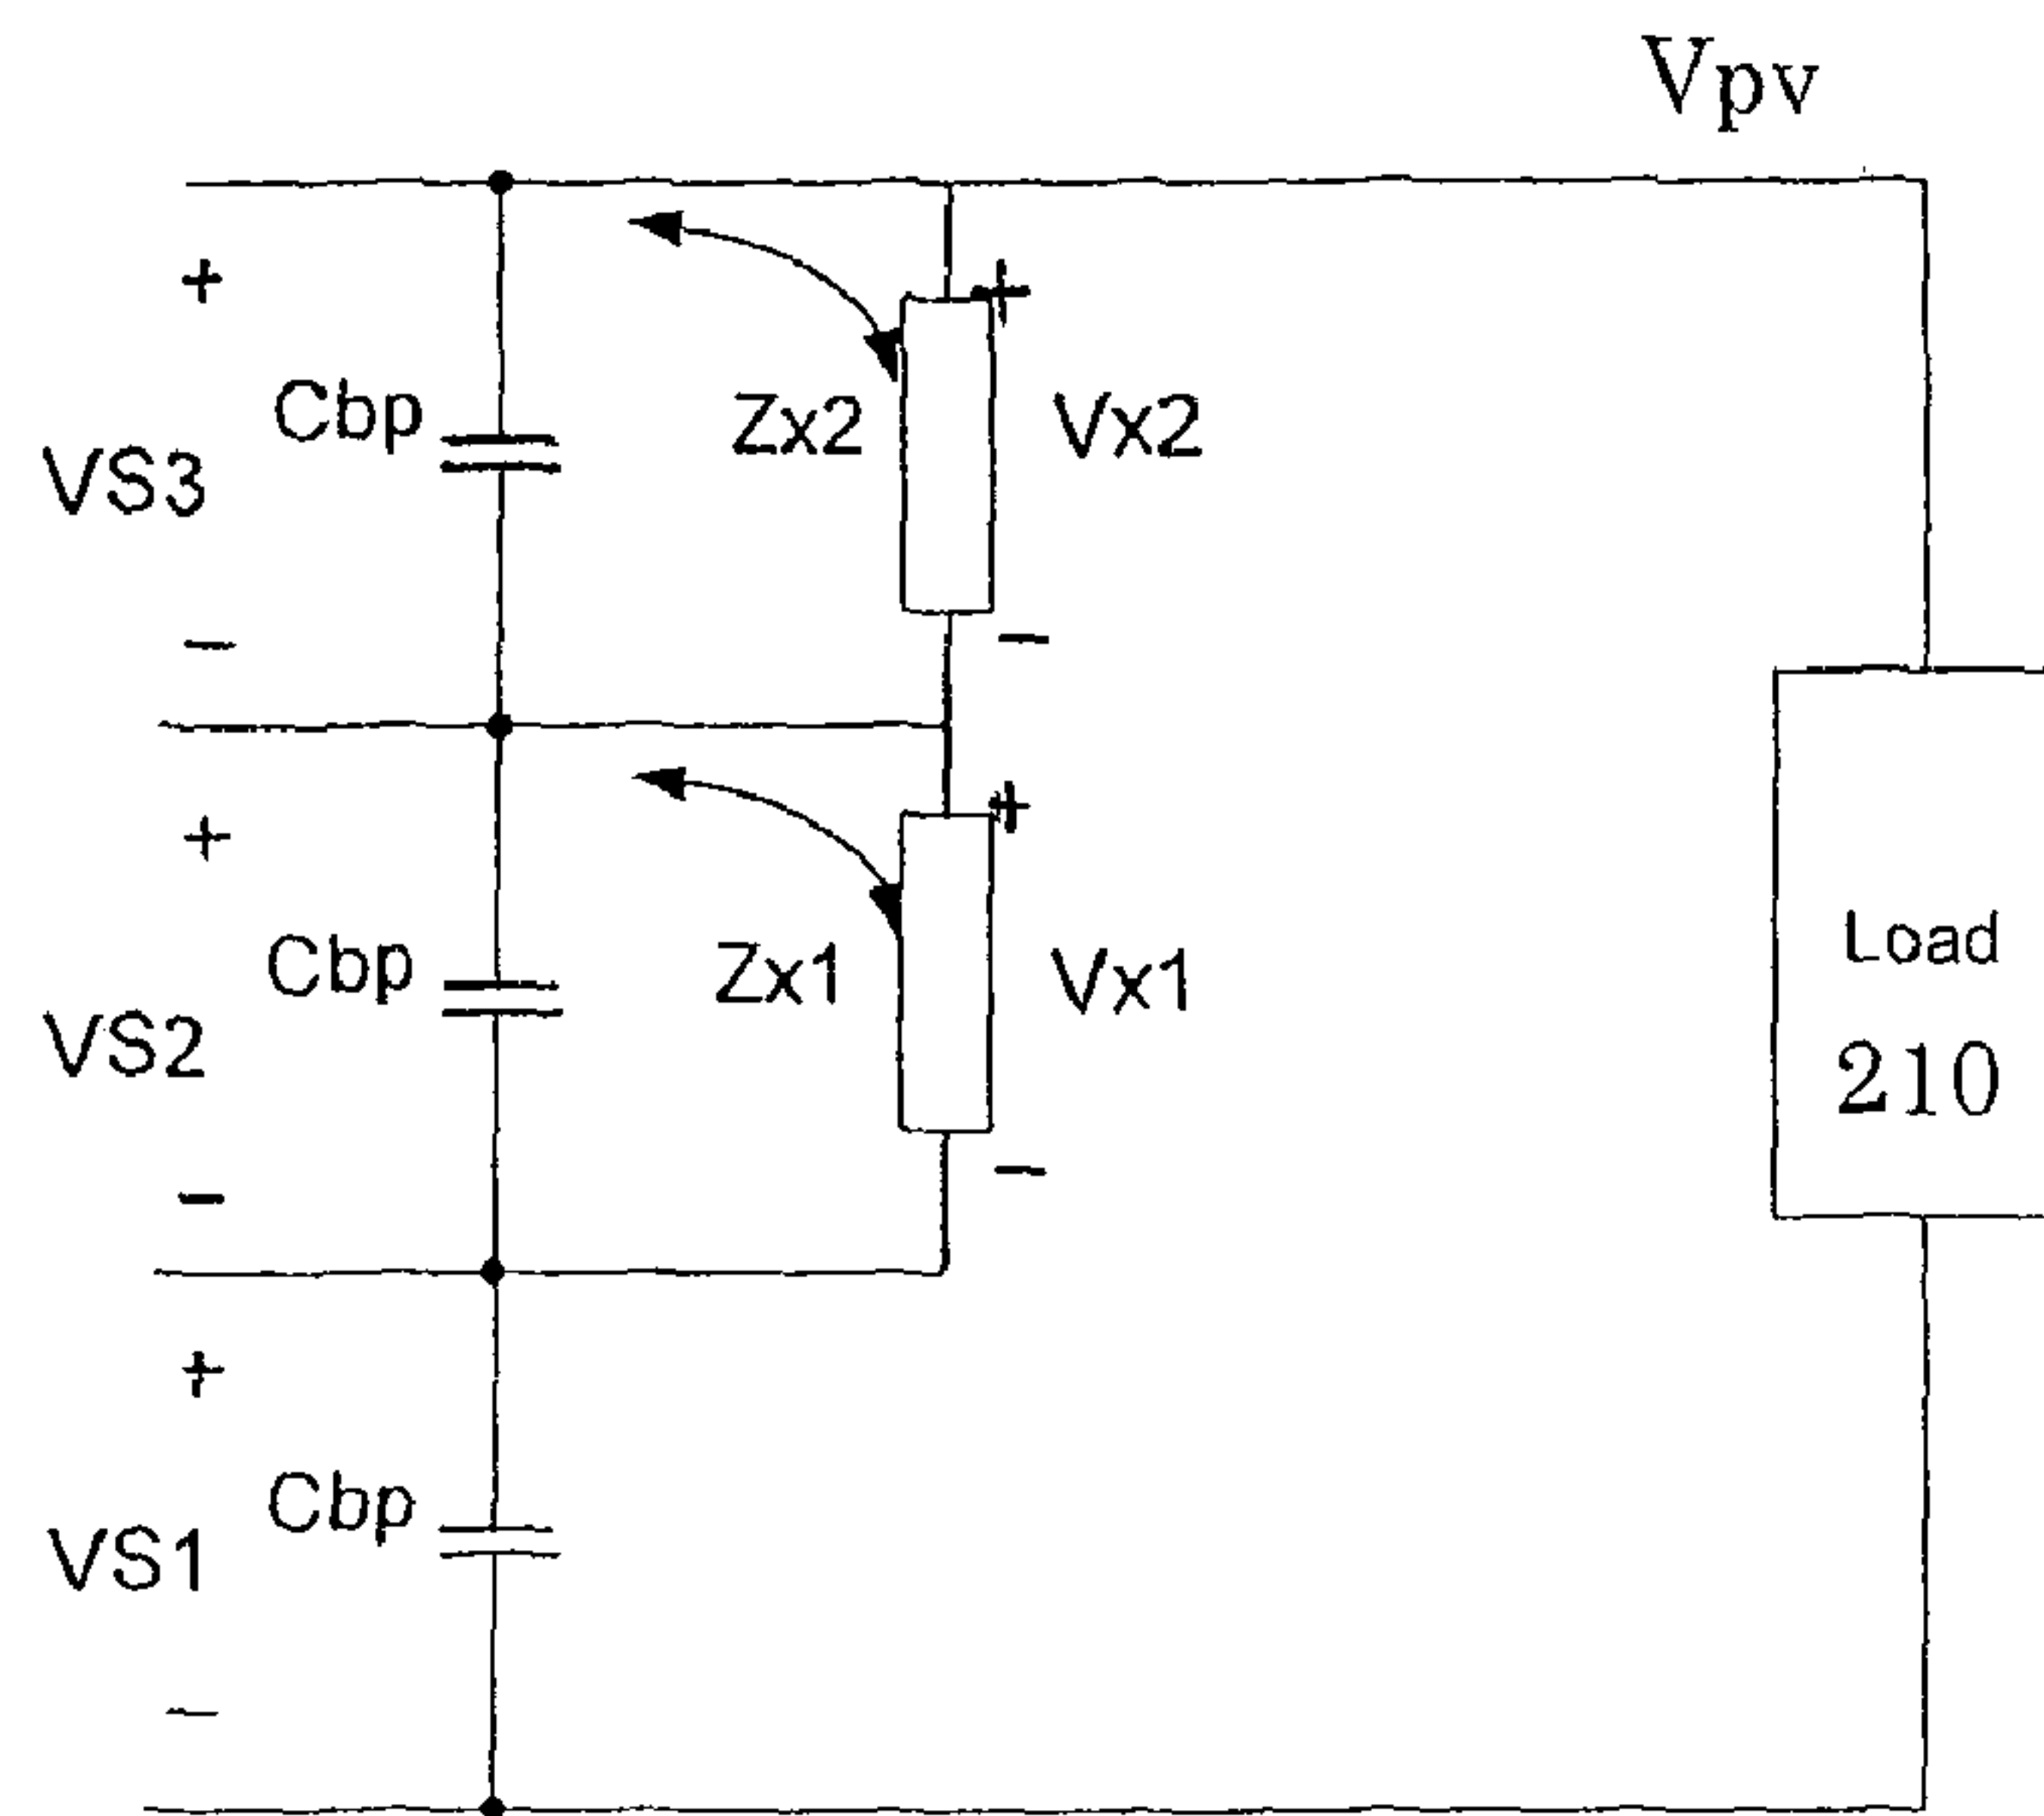 Vpv
+
+
Cbp
Zx2
Vx2
VS3
−
−
+
+
Cbp
Zx1
Vx1
VS2
Load
210
−
−
+
Cbp
VS1
−